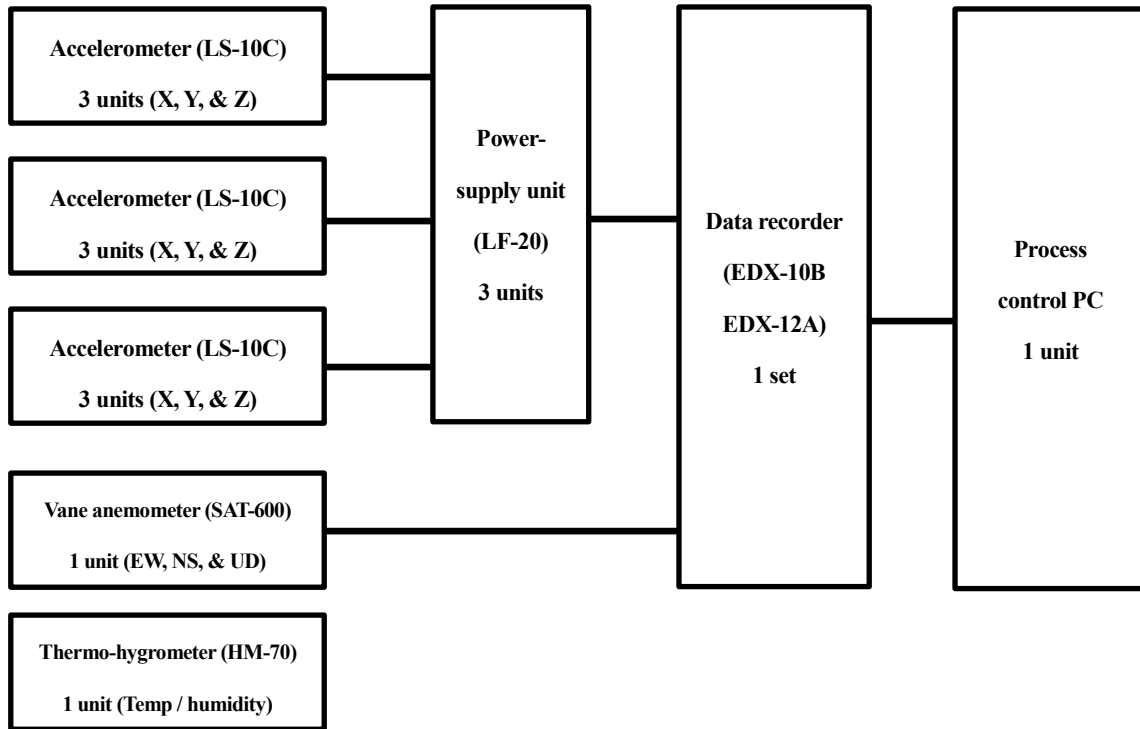 Accelerometer (LS-10C)
3 units (X, Y, & Z)
Accelerometer (LS-10C)
3 units (X, Y, & Z)
Accelerometer (LS-10C)
3 units (X, Y, & Z)
Vane anemometer (SAT-600)
1 unit (EW, NS, & UD)
Thermo-hygrometer (HM-70)
1 unit (Temp / humidity)
Power-
supply unit
(LF-20)
3 units
Data recorder
(EDX-10B
EDX-12A)
1 set
Process
control PC
1 unit